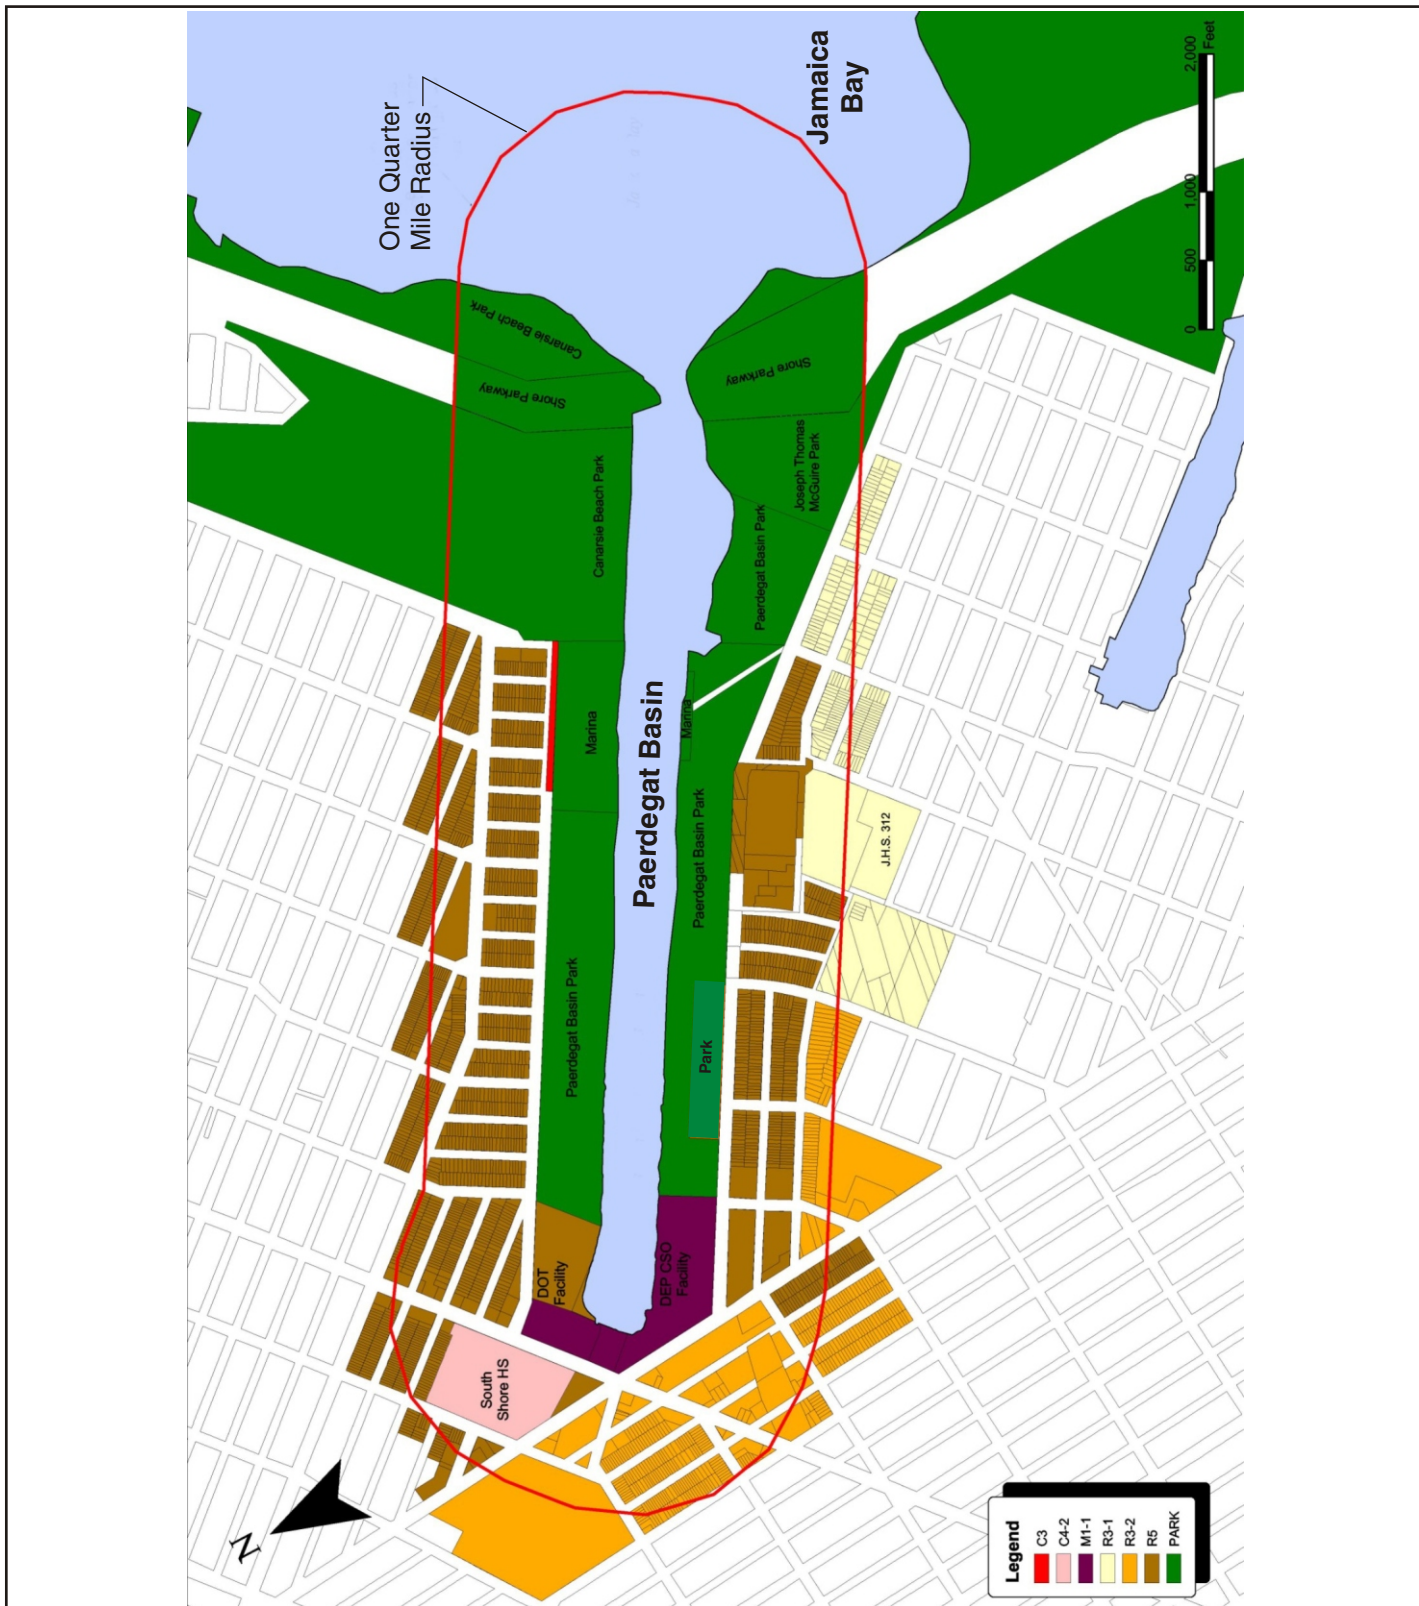 One Quarter
Mile Radius
Jamaica
Bay
2,000
Feet
1,000
500
0
Canarsie Beach Park
Shore Parkway
Shore Parkway
Canarsie Beach Park
Joseph Thomas
McGuire Park
Paerdegat Basin Park
Marina
Paerdegat Basin
Marina
Paerdegat Basin Park
J.H.S. 312
Paerdegat Basin Park
Park
DOT
Facility
DEP CSO
Facility
South
Shore HS
N
Legend
C3
C4-2
M1-1
R3-1
R3-2
R5
PARK